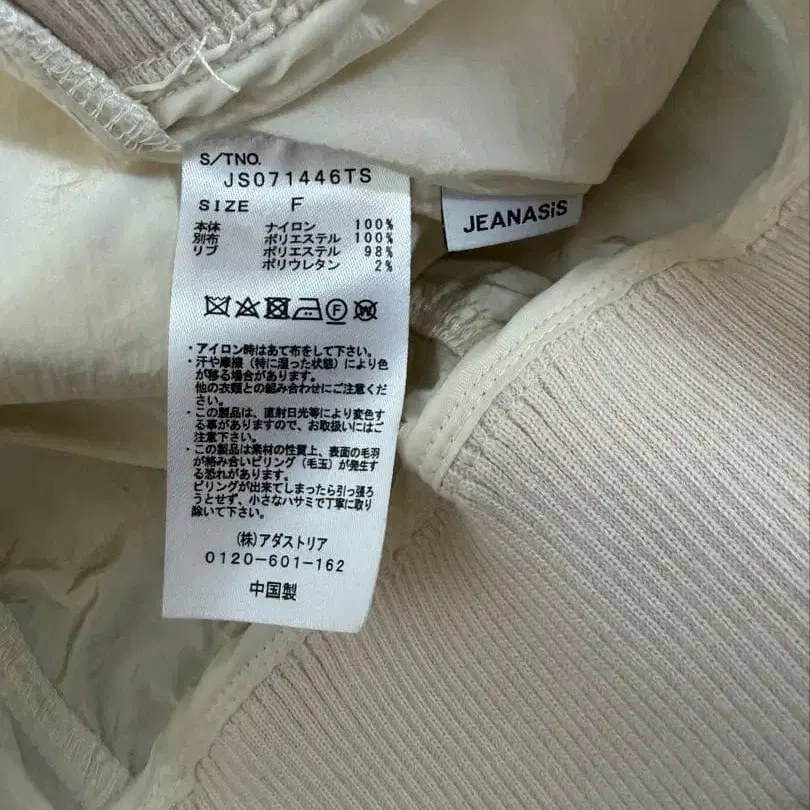 S/TNO.
JS071446TS
SIZE F
本体 ナイロン 100%
別布 ポリエステル 100%
リブ ポリエステル 98%
ポリウレタン 2%
F W
・アイロン時はあて布をして下さい。
・汗や摩擦（特に湿った状態）により色
が移る場合があります。
他の衣類との組み合わせにご注意くだ
さい。
・この製品は、直射日光等により変色す
る事がありますので、お取扱いにはご
注意下さい。
・この製品は素材の性質上、表面の毛羽
が絡み合いピリング（毛玉）が発生す
る恐れがあります。
ピリングが出来てしまったら引っ張ろ
うとせず、小さなハサミで丁寧に取り
除いて下さい。
(株)アダストリア
0120-601-162
中国製
JEANASiS